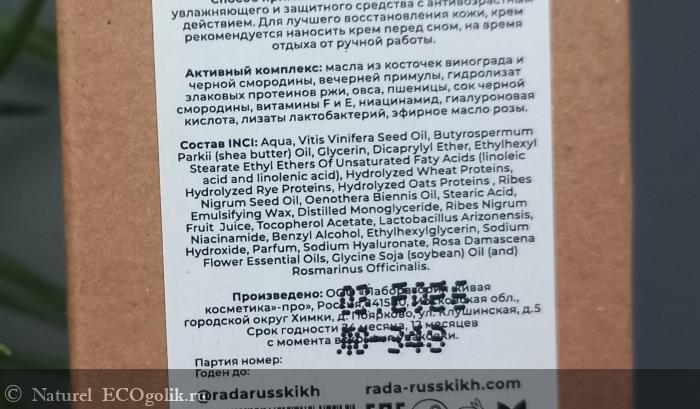 увлажняющего и защитного средства с антивозрастным
действием. Для лучшего восстановления кожи, крем
рекомендуется наносить крем перед сном, на время
отдыха от ручной работы.
Активный комплекс: масла из косточек винограда и
черной смородины, вечерней примулы, гидролизат
злаковых протеинов ржи, овса, пшеницы, сок черной
смородины, витамины F и E, ниацинамид, гиалуроновая
кислота, лизаты лактобактерий, эфирное масло розы.
Состав INCI: Aqua, Vitis Vinifera Seed Oil, Butyrospermum
Parkii (shea butter) Oil, Glycerin, Dicaprylyl Ether, Ethylhexyl
Stearate Ethyl Ethers Of Unsaturated Faty Acids (linoleic
acid and linolenic acid), Hydrolyzed Wheat Proteins,
Hydrolyzed Rye Proteins, Hydrolyzed Oats Proteins , Ribes
Nigrum Seed Oil, Oenothera Biennis Oil, Stearic Acid,
Emulsifying Wax, Distilled Monoglyceride, Ribes Nigrum
Fruit Juice, Tocopherol Acetate, Lactobacillus Arizonensis,
Niacinamide, Benzyl Alcohol, Ethylhexylglycerin, Sodium
Hydroxide, Parfum, Sodium Hyaluronate, Rosa Damascena
Flower Essential Oils, Glycine Soja (soybean) Oil (and)
Rosmarinus Officinalis.
Произведено: ООО «Лаборатория живая
косметика»-про», Россия, Московская обл.,
городской округ Химки, д. Поярково, ул. Клушинская, д.5
Срок годности 24 месяца, 12 месяцев
с момента вскрытия упаковки.
Партия номер:
Годен до:
@radarusskikh rada-russkikh.com
© Naturel ECOgolik.ru